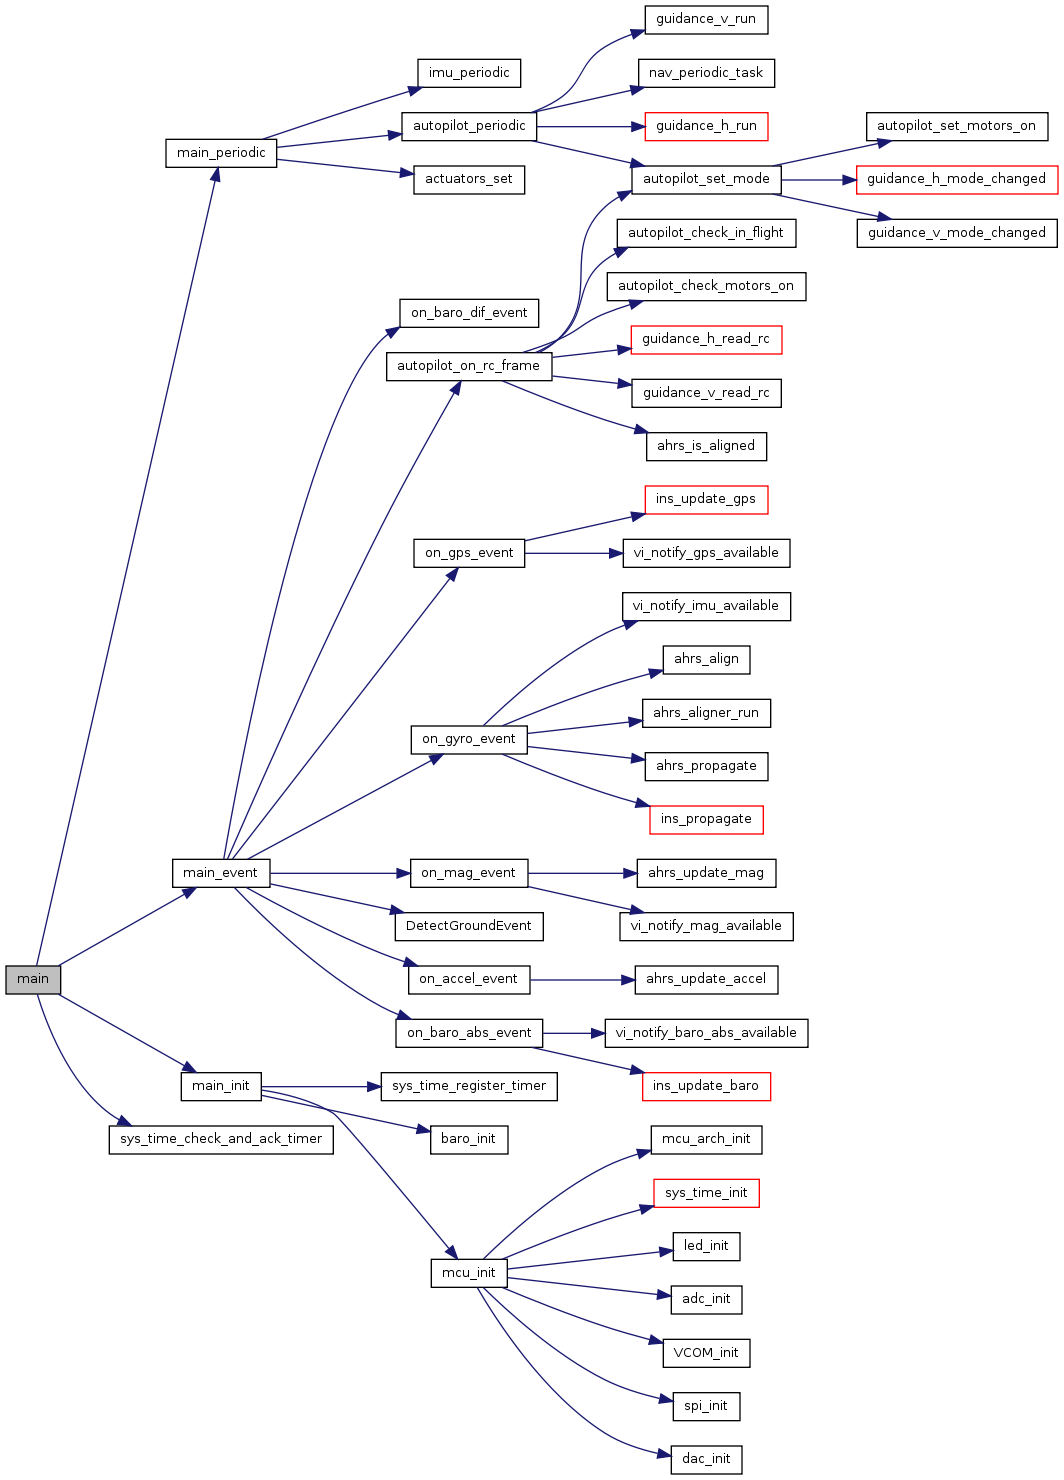 guidance_v_run
imu_periodic
nav_periodic_task
autopilot_periodic
guidance_h_run
autopilot_set_motors_on
main_periodic
actuators_set
autopilot_set_mode
guidance_h_mode_changed
autopilot_check_in_flight
guidance_v_mode_changed
autopilot_check_motors_on
on_baro_dif_event
guidance_h_read_rc
autopilot_on_rc_frame
guidance_v_read_rc
ahrs_is_aligned
ins_update_gps
on_gps_event
vi_notify_gps_available
vi_notify_imu_available
ahrs_align
ahrs_aligner_run
on_gyro_event
ahrs_propagate
ins_propagate
main_event
on_mag_event
ahrs_update_mag
DetectGroundEvent
vi_notify_mag_available
main
on_accel_event
ahrs_update_accel
on_baro_abs_event
vi_notify_baro_abs_available
main_init
sys_time_register_timer
ins_update_baro
sys_time_check_and_ack_timer
baro_init
mcu_arch_init
sys_time_init
led_init
mcu_init
adc_init
VCOM_init
spi_init
dac_init